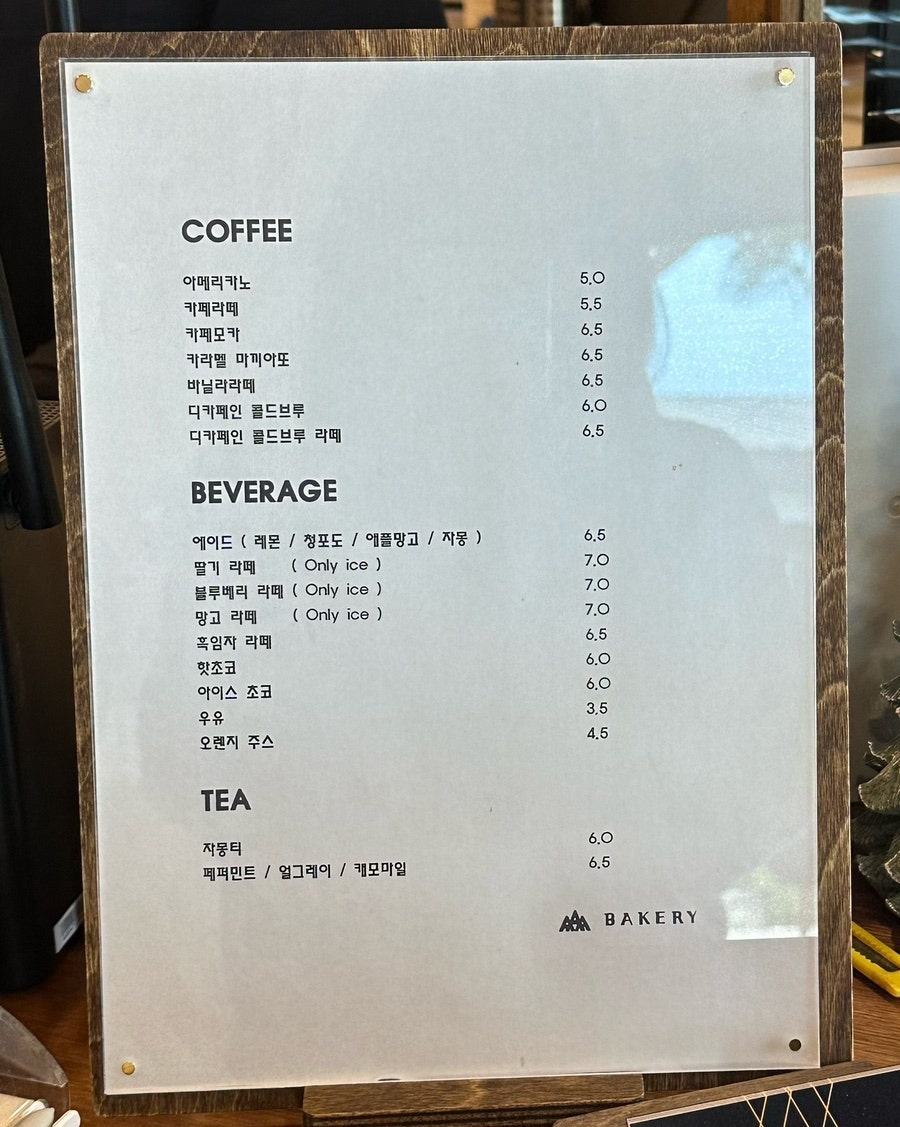 COFFEE
아메리카노 5.0
카페라떼 5.5
카페모카 6.5
카라멜 마끼아또 6.5
바닐라라떼 6.5
디카페인 콜드브루 6.0
디카페인 콜드브루 라떼 6.5
BEVERAGE
에이드 ( 레몬 / 청포도 / 애플망고 / 자몽 ) 6.5
딸기 라떼 ( Only ice ) 7.0
블루베리 라떼 ( Only ice ) 7.0
망고 라떼 ( Only ice ) 7.0
흑임자 라떼 6.5
핫초코 6.0
아이스 초코 6.0
우유 3.5
오렌지 주스 4.5
TEA
자몽티 6.0
페퍼민트 / 얼그레이 / 캐모마일 6.5
BAKERY